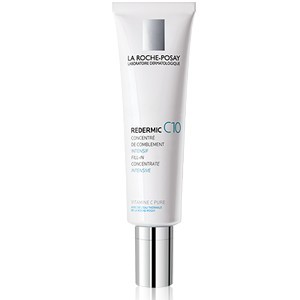 LA ROCHE-POSAY
LABORATOIRE DERMATOLOGIQUE
REDERMIC C10
CONCENTRÉ
DE COMBLEMENT
INTENSIF
FILL-IN
CONCENTRATE
INTENSIVE
VITAMINE C PURE